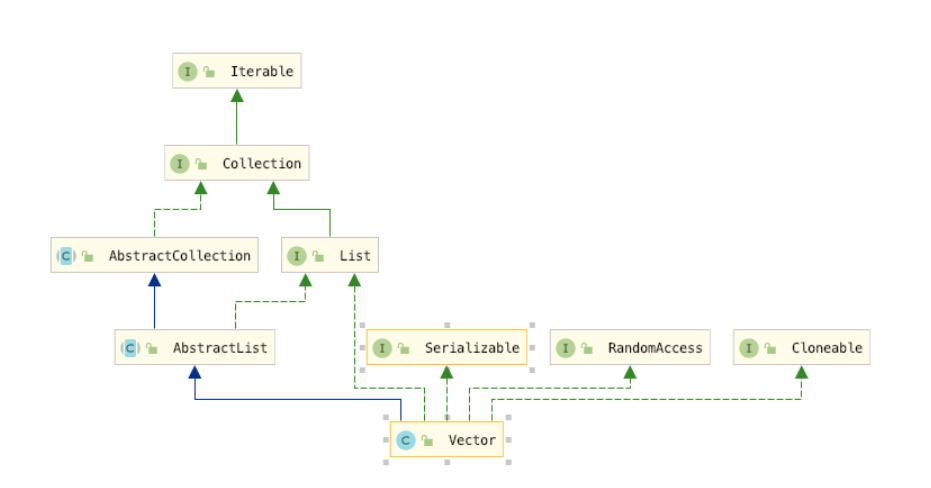 I Iterable
I Collection
C AbstractCollection
I List
C AbstractList
I Serializable
I RandomAccess
I Cloneable
C Vector